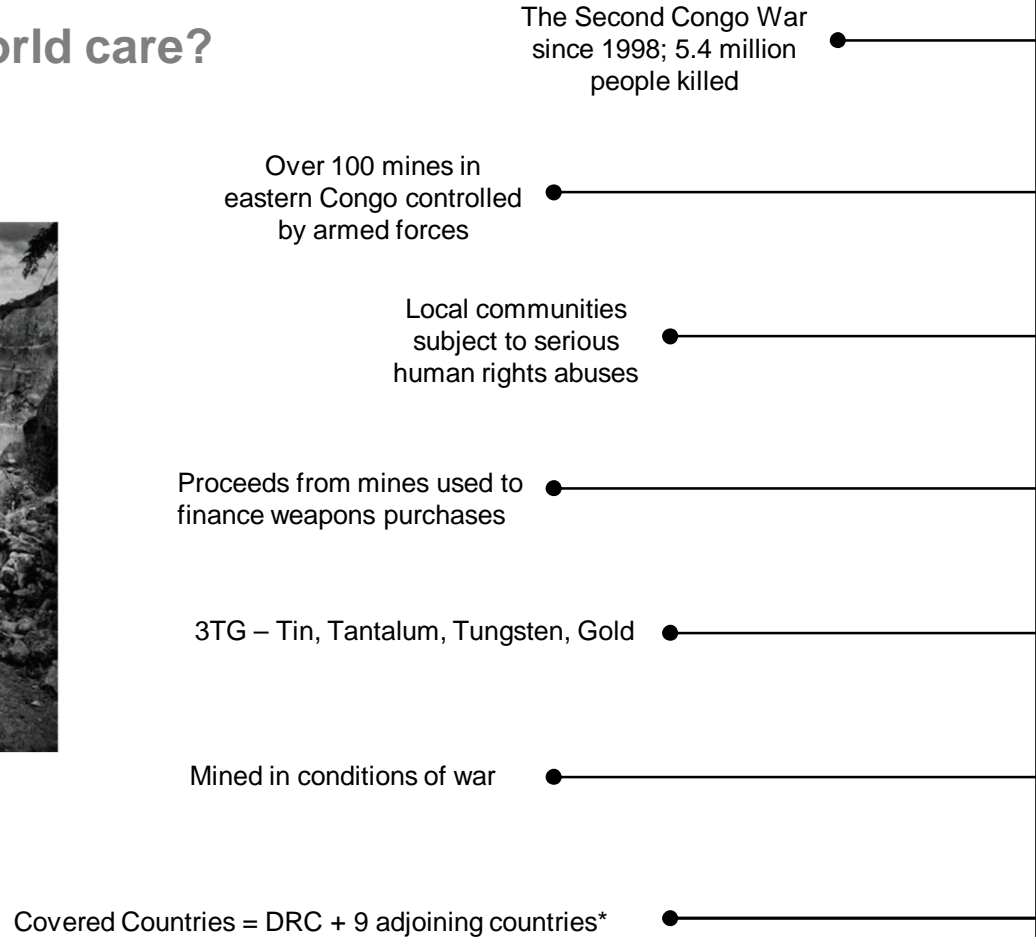 orld care?
The Second Congo War
since 1998; 5.4 million
people killed
Over 100 mines in
eastern Congo controlled
by armed forces
Local communities
subject to serious
human rights abuses
Proceeds from mines used to
finance weapons purchases
3TG – Tin, Tantalum, Tungsten, Gold
Mined in conditions of war
Covered Countries = DRC + 9 adjoining countries*